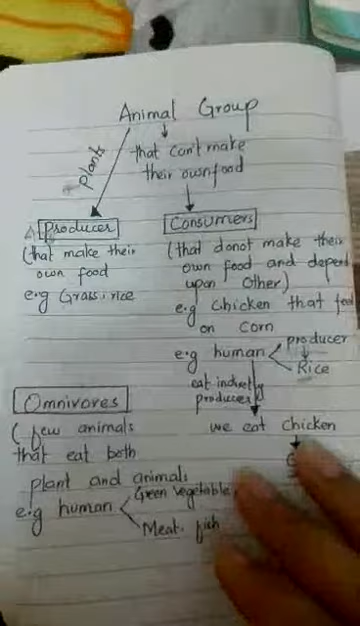 Animal Group
plants
that can't make
their own food
Producer
(that make their
own food
e.g Grass, rice
Consumers
(that donot make their
own food and depend
upon other)
e.g chicken that feed
on corn
e.g human
producer
Rice
eat indirectly
producer
we eat chicken
Omnivores
(few animals
that eat both
plant and animals
e.g human
Green vegetable
Meat. fish